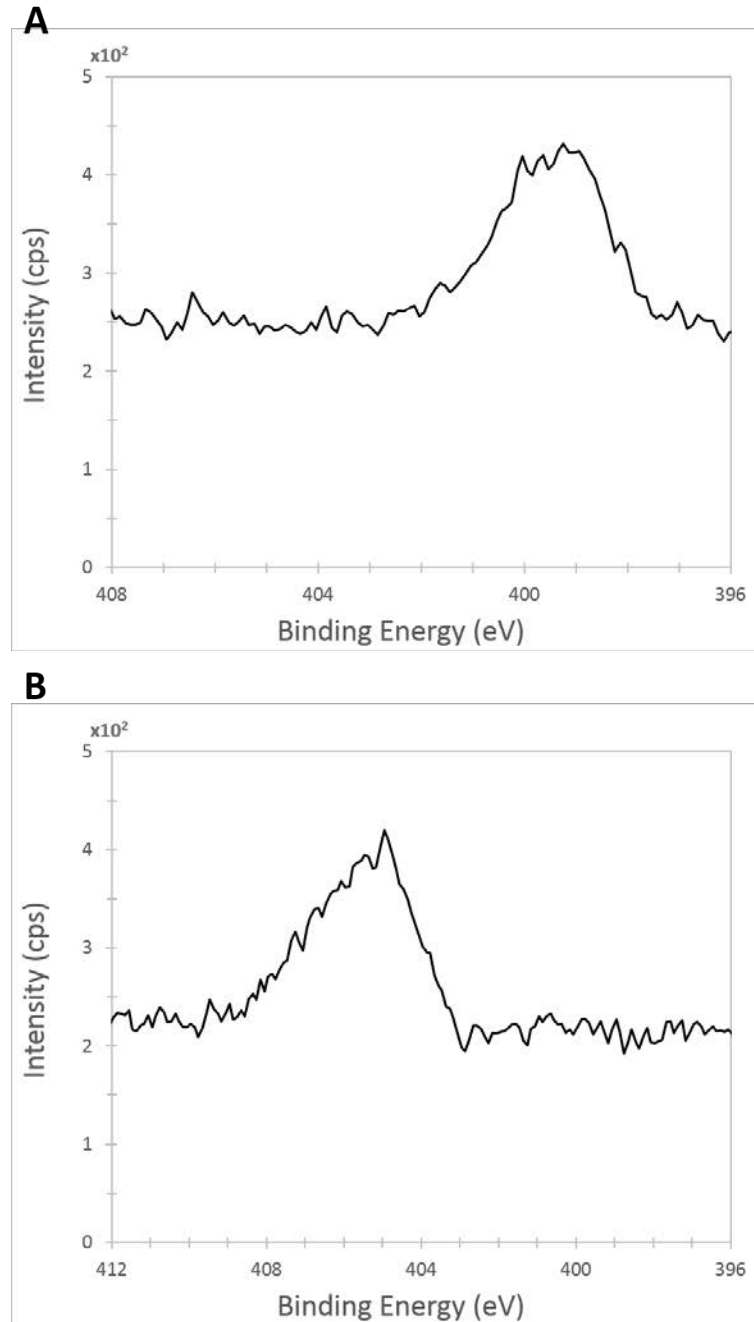 A
x10²
5
4
3
2
1
0
Intensity (cps)
408 404 400 396
Binding Energy (eV)
B
x10²
5
4
3
2
1
0
Intensity (cps)
412 408 404 400 396
Binding Energy (eV)